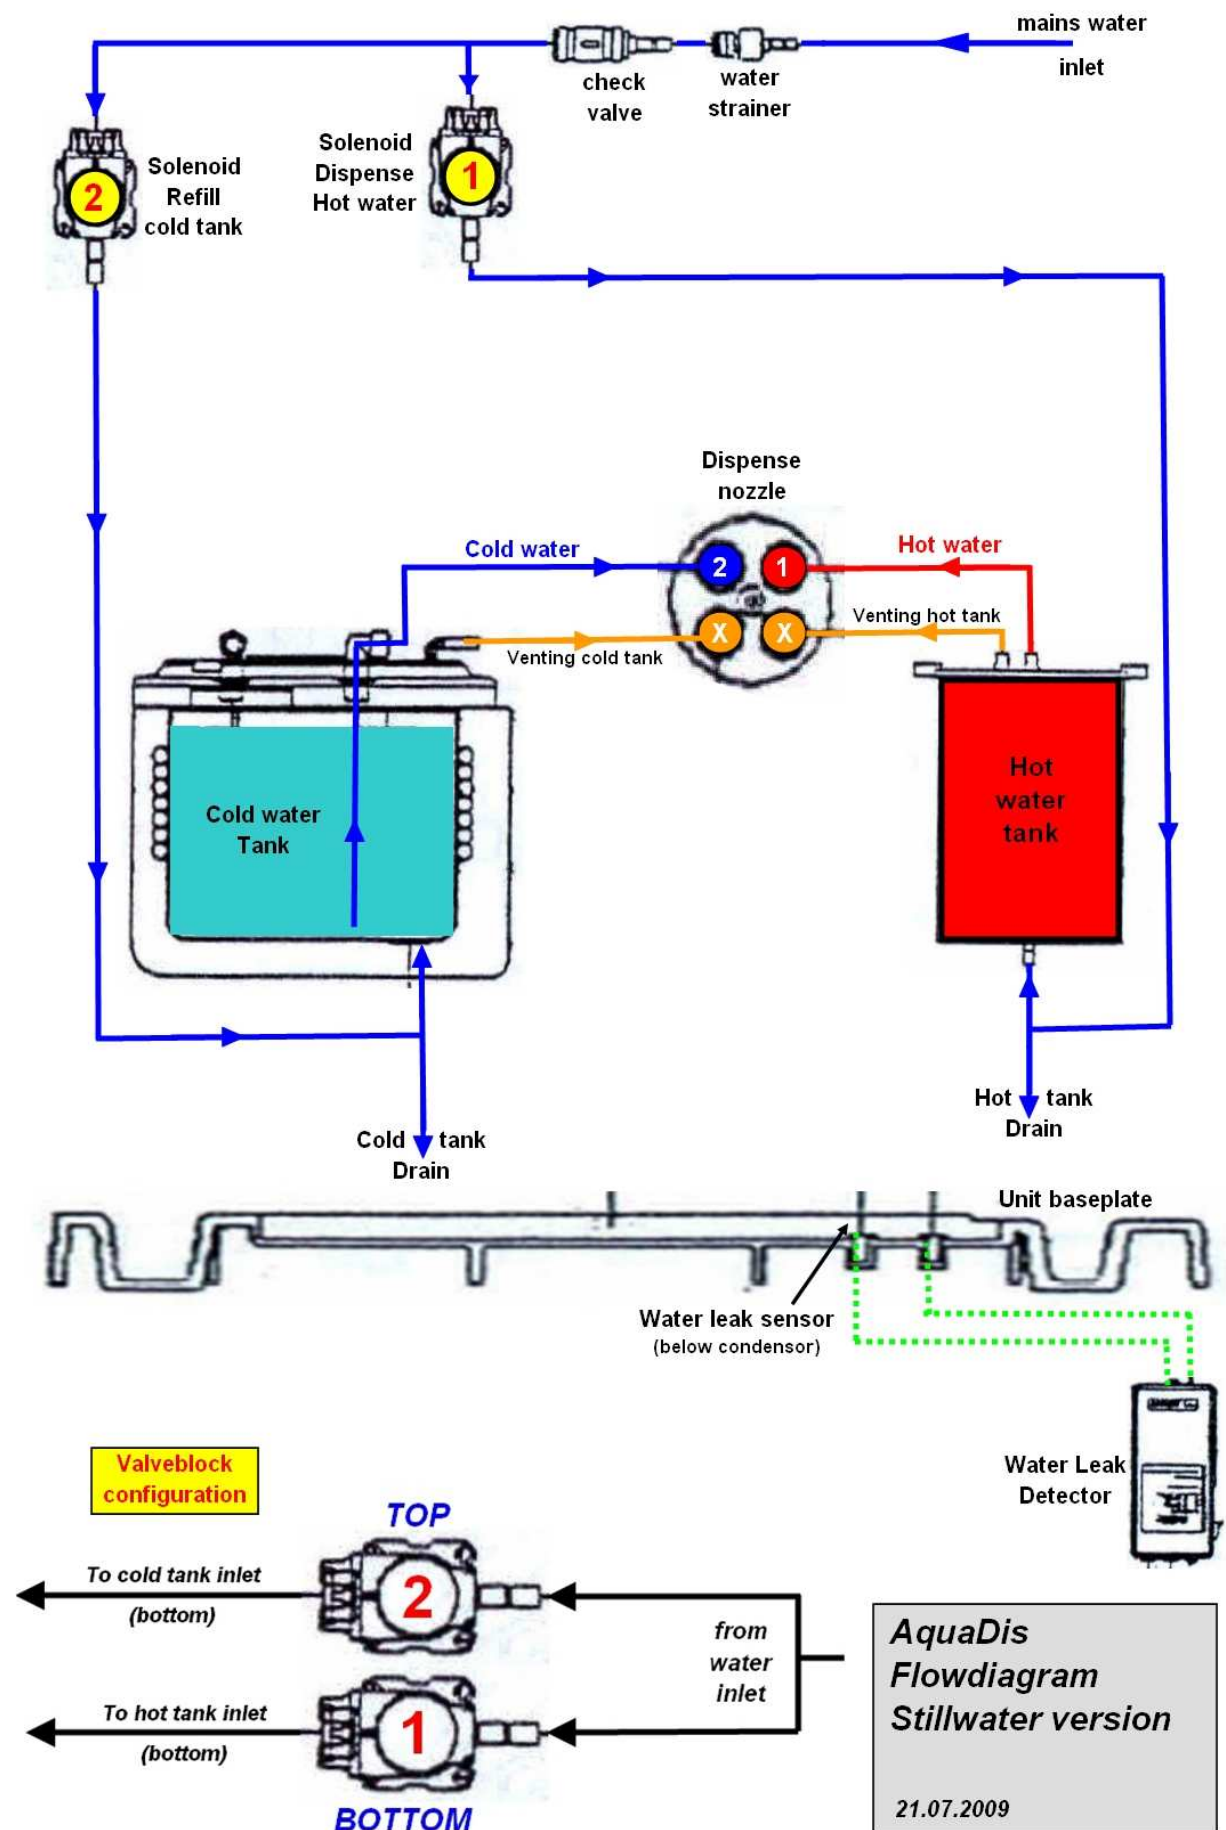 mains water
inlet
check
valve
water
strainer
Solenoid
Dispense
Hot water
1
Solenoid
Refill
cold tank
2
Dispense
nozzle
Cold water
2
1
Hot water
X
X
Venting hot tank
Venting cold tank
Cold water
Tank
Hot
water
tank
Hot tank
Drain
Cold tank
Drain
Unit baseplate
Water leak sensor
(below condensor)
Water Leak
Detector
Valveblock
configuration
TOP
To cold tank inlet
(bottom)
2
from
water
inlet
To hot tank inlet
(bottom)
1
BOTTOM
AquaDis
Flowdiagram
Stillwater version
21.07.2009